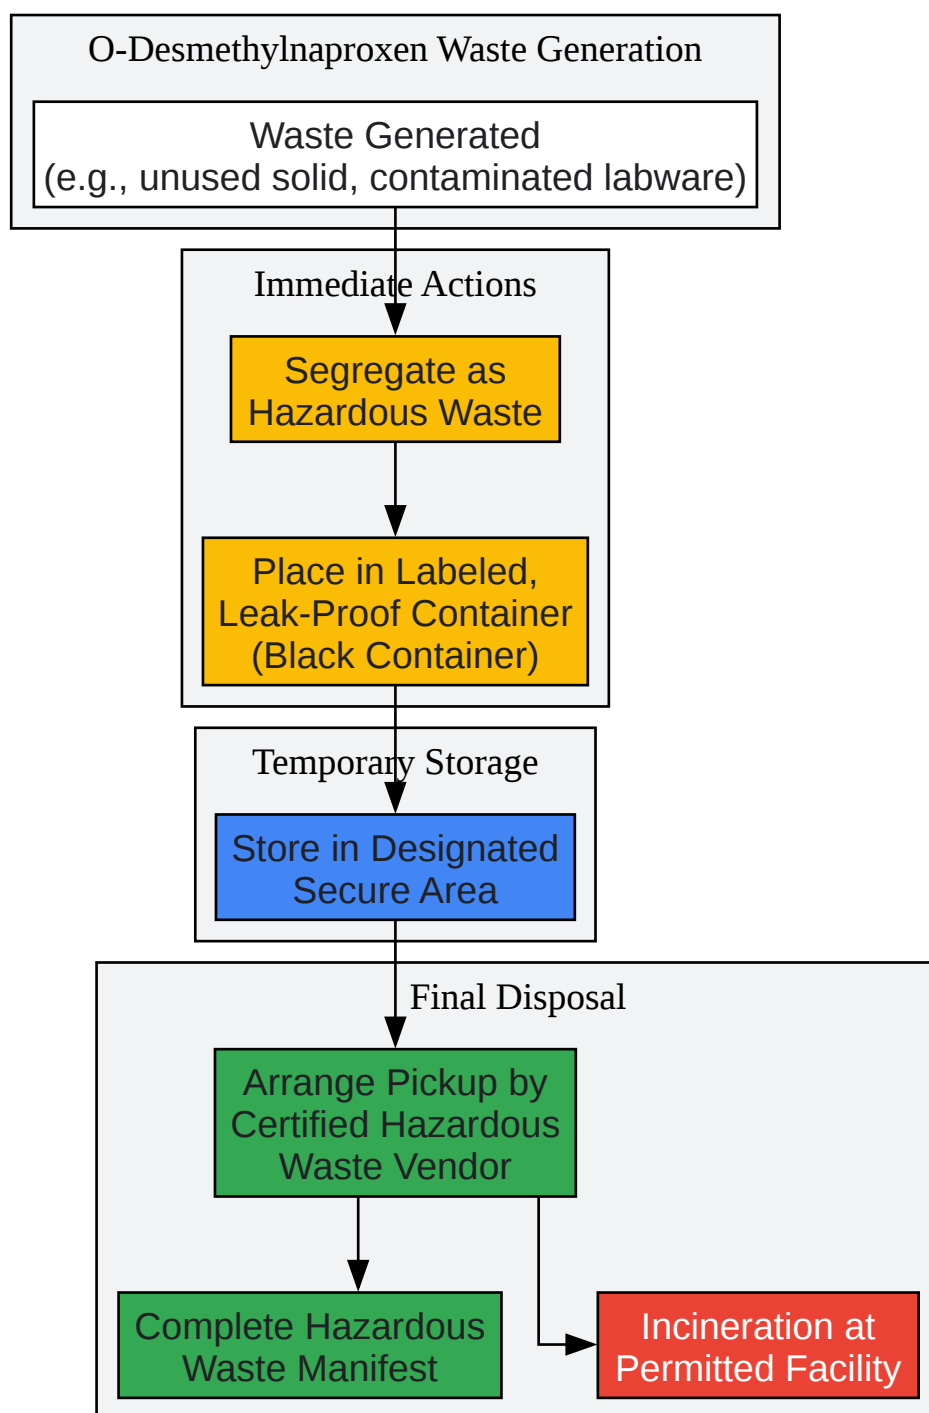 O-Desmethylnaproxen Waste Generation
Waste Generated
(e.g., unused solid, contaminated labware)
Immediate Actions
Segregate as
Hazardous Waste
Place in Labeled,
Leak-Proof Container
(Black Container)
Temporary Storage
Store in Designated
Secure Area
Final Disposal
Arrange Pickup by
Certified Hazardous
Waste Vendor
Complete Hazardous
Waste Manifest
Incineration at
Permitted Facility